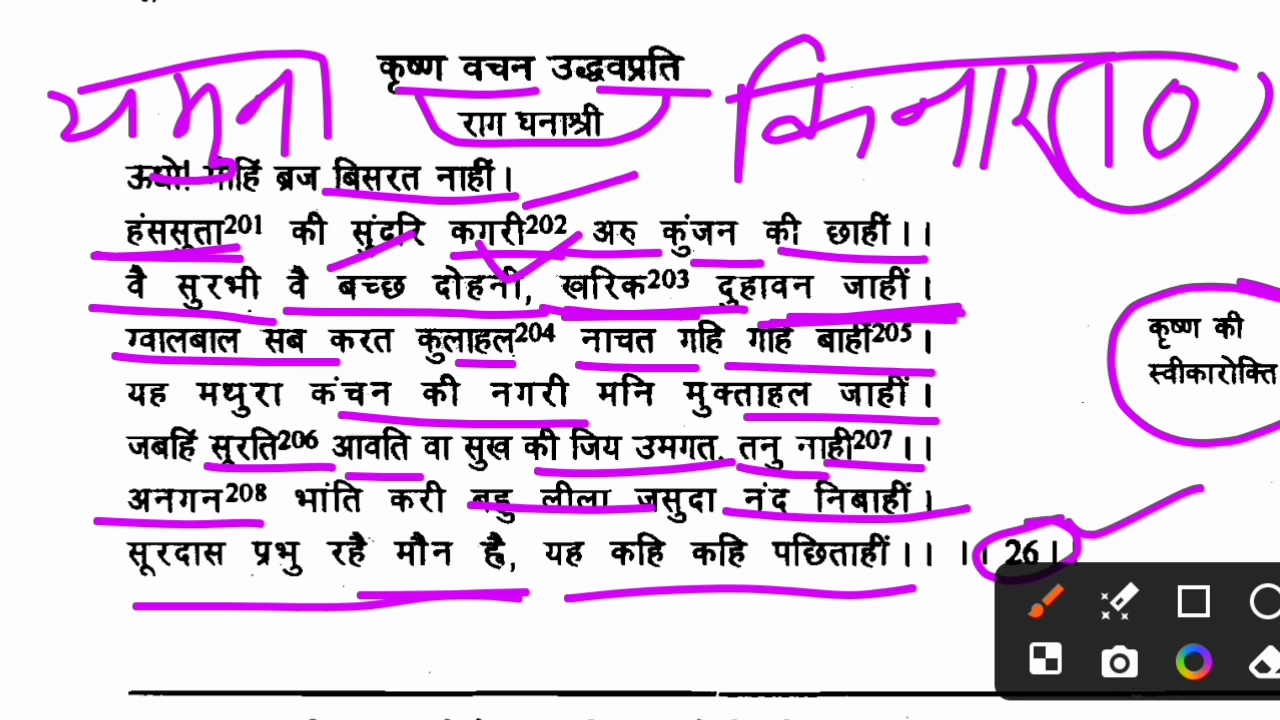 कृष्ण वचन उद्धवप्रति
यमुना
किनारा
10
राग घनाश्री
ऊधो! मोहिं ब्रज बिसरत नाहीं।
हंससुता201 की सुंदरि कगरी202 अरु कुंजन की छाहीं।।
वै सुरभी वै बच्छ दोहनी, खरिक203 दुहावन जाहीं।
ग्वालबाल सब करत कुलाहल204 नाचत गहि गाह बाहीं205।
यह मथुरा कंचन की नगरी मनि मुक्ताहल जाहीं।
जबहिं सूरति206 आवति वा सुख की जिय उमगत. तनु नाही207।।
अनगन208 भांति करी बहु लीला जसुदा नंद निबाहीं।
सूरदास प्रभु रहै मौन ह्वै, यह कहि कहि पछिताहीं।। ।।26।।
कृष्ण की
स्वीकारोक्ति